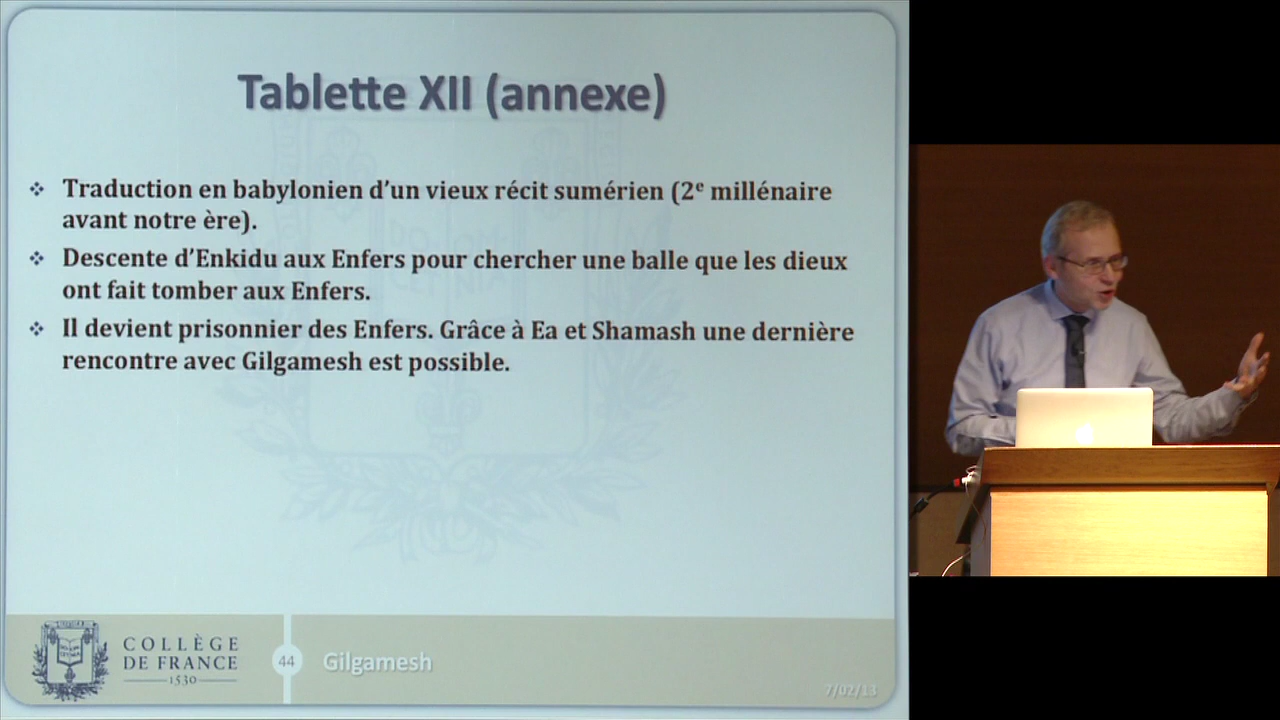 Tablette XII (annexe)
❖ Traduction en babylonien d’un vieux récit sumérien (2e millénaire
avant notre ère).
❖ Descente d’Enkidu aux Enfers pour chercher une balle que les dieux
ont fait tomber aux Enfers.
❖ Il devient prisonnier des Enfers. Grâce à Ea et Shamash une dernière
rencontre avec Gilgamesh est possible.
COLLÈGE
DE FRANCE
1530
44
Gilgamesh
7/02/13